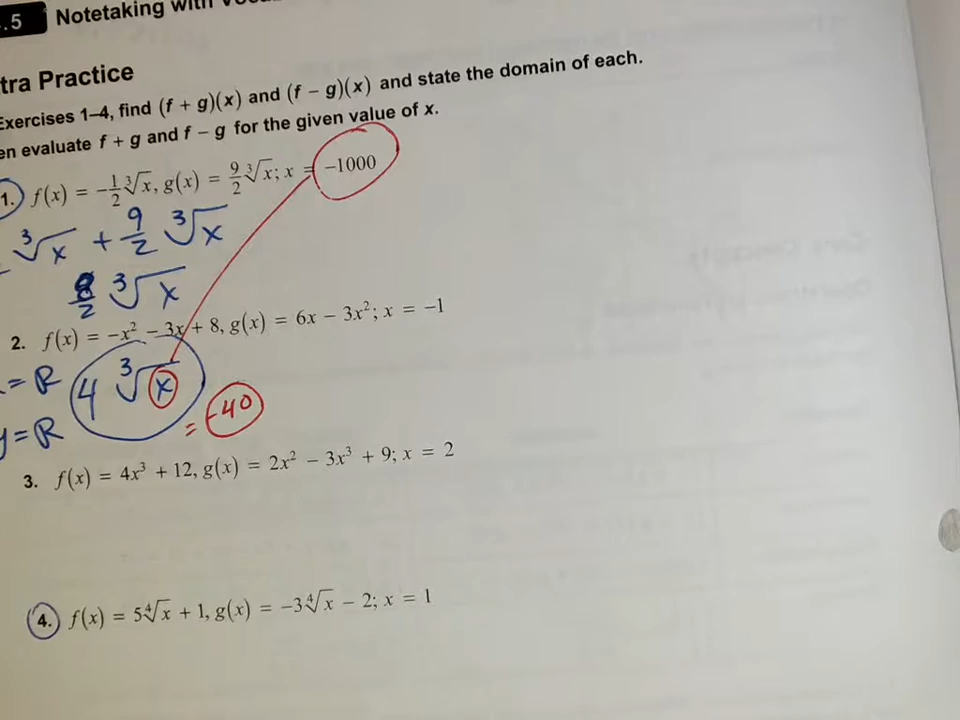 .5 Notetaking with
tra Practice
Exercises 1–4, find (f + g)(x) and (f − g)(x) and state the domain of each.
en evaluate f + g and f − g for the given value of x.
1. f(x) = −1/2 ∛x, g(x) = 9/2 ∛x; x = −1000
∛x + 9/2 ∛x
8/2 ∛x
2. f(x) = −x² − 3x + 8, g(x) = 6x − 3x²; x = −1
= R 4 ∛x
= -40
y = R
3. f(x) = 4x³ + 12, g(x) = 2x² − 3x³ + 9; x = 2
4. f(x) = 5∜x + 1, g(x) = −3∜x − 2; x = 1